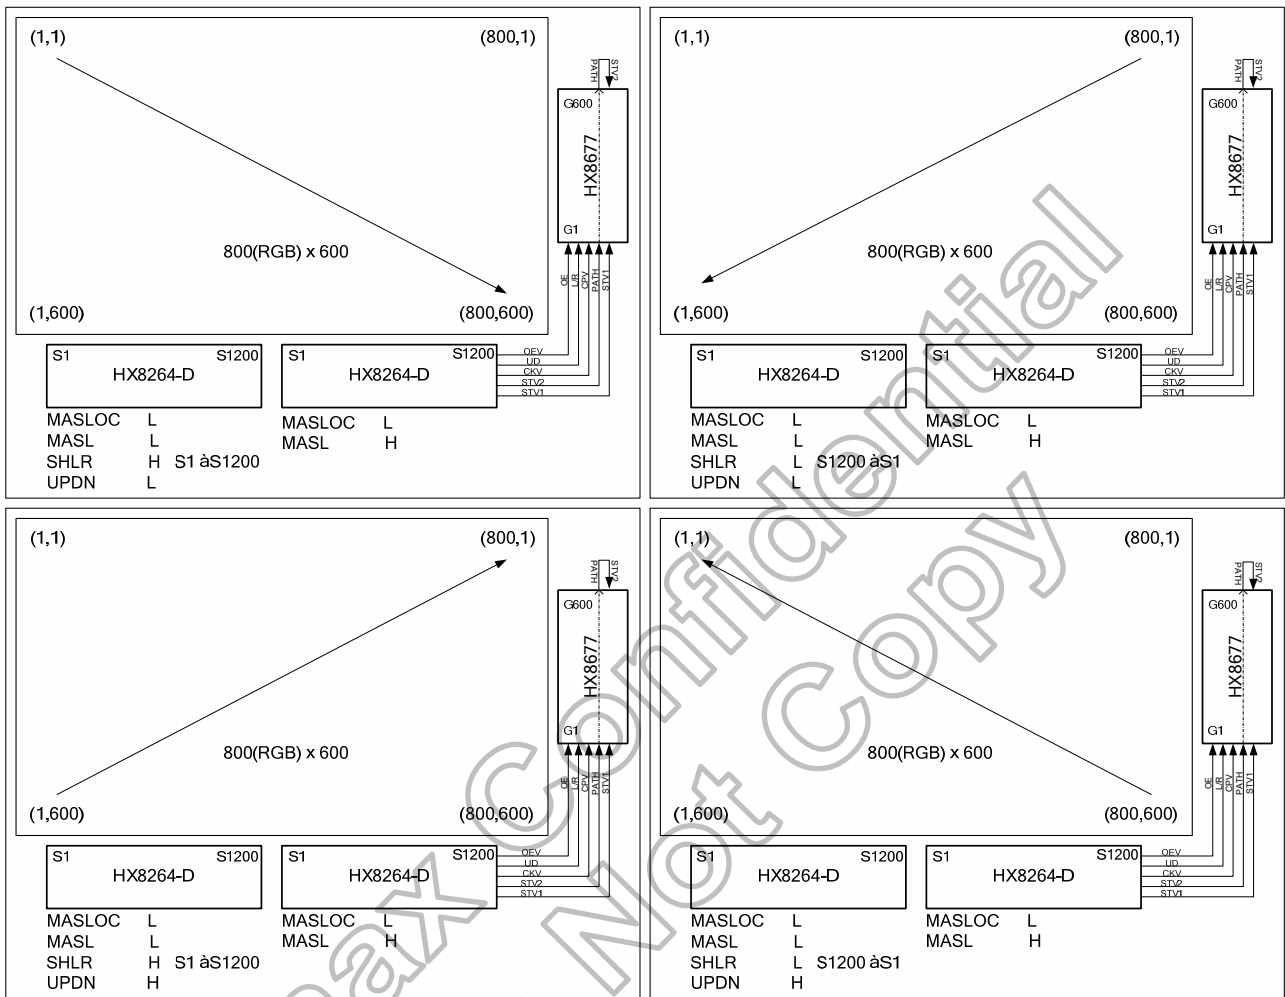 (1,1) (800,1)
PATH STV2
G600
HX8677
G1
800(RGB) x 600
OE L/R CPV PATH STV1
(1,600) (800,600)
S1 S1200 S1 S1200
HX8264-D HX8264-D
OEV
UD
CKV
STV2
STV1
MASLOC L MASLOC L
MASL L MASL H
SHLR H S1 àS1200
UPDN L
(1,1) (800,1)
PATH STV2
G600
HX8677
G1
800(RGB) x 600
OE L/R CPV PATH STV1
(1,600) (800,600)
S1 S1200 S1 S1200
HX8264-D HX8264-D
OEV
UD
CKV
STV2
STV1
MASLOC L MASLOC L
MASL L MASL H
SHLR L S1200 àS1
UPDN L
(1,1) (800,1)
PATH STV2
G600
HX8677
G1
800(RGB) x 600
OE L/R CPV PATH STV1
(1,600) (800,600)
S1 S1200 S1 S1200
HX8264-D HX8264-D
OEV
UD
CKV
STV2
STV1
MASLOC L MASLOC L
MASL L MASL H
SHLR H S1 àS1200
UPDN H
(1,1) (800,1)
PATH STV2
G600
HX8677
G1
800(RGB) x 600
OE L/R CPV PATH STV1
(1,600) (800,600)
S1 S1200 S1 S1200
HX8264-D HX8264-D
OEV
UD
CKV
STV2
STV1
MASLOC L MASLOC L
MASL L MASL H
SHLR L S1200 àS1
UPDN H
Confidential
Not Copy